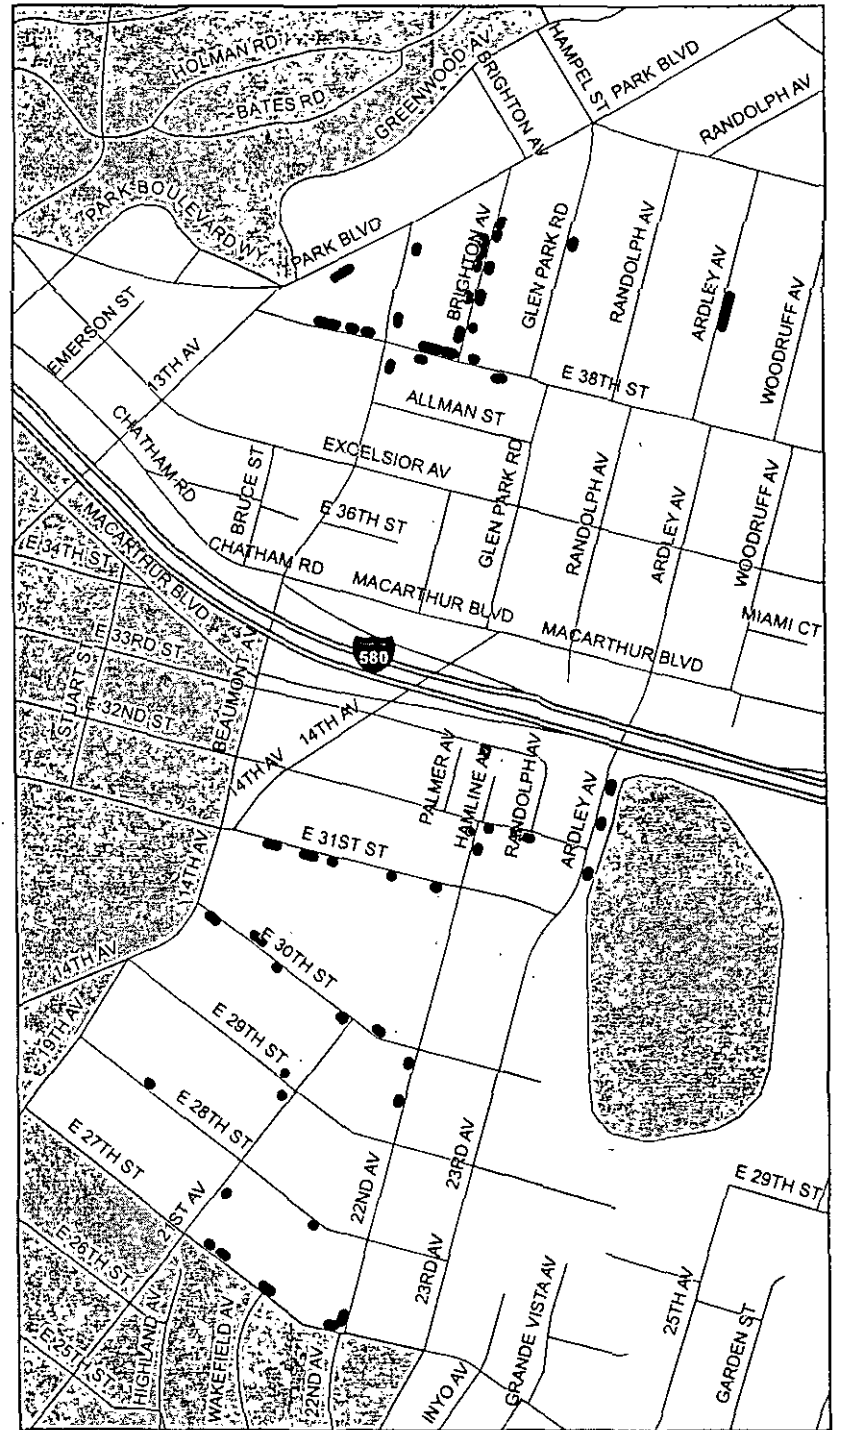 HOLMAN RD
BATES RD
GREENWOOD AV
BRIGHTON AV
HAMPEL ST
PARK BLVD
RANDOLPH AV
PARK BOULEVARD WY
PARK BLVD
BRIGHTON AV
GLEN PARK RD
RANDOLPH AV
ARDLEY AV
WOODRUFF AV
EMERSON ST
13TH AV
E 38TH ST
ALLMAN ST
CHATHAM RD
EXCELSIOR AV
BRUCE ST
GLEN PARK RD
RANDOLPH AV
ARDLEY AV
WOODRUFF AV
E 36TH ST
MACARTHUR BLVD
E 34TH ST
CHATHAM RD
MACARTHUR BLVD
MIAMI CT
MACARTHUR BLVD
E 33RD ST
580
STUART ST
E 32ND ST
BEAUMONT AV
14TH AV
14TH AV
PALMER AV
HAMLINE AV
RANDOLPH AV
ARDLEY AV
E 31ST ST
14TH AV
E 30TH ST
14TH AV
19TH AV
E 29TH ST
E 28TH ST
E 27TH ST
22ND AV
23RD AV
E 29TH ST
21ST AV
E 26TH ST
23RD AV
25TH AV
GRANDE VISTA AV
GARDEN ST
E 25TH ST
HIGHLAND AV
WAKEFIELD AV
22ND AV
INYO AV